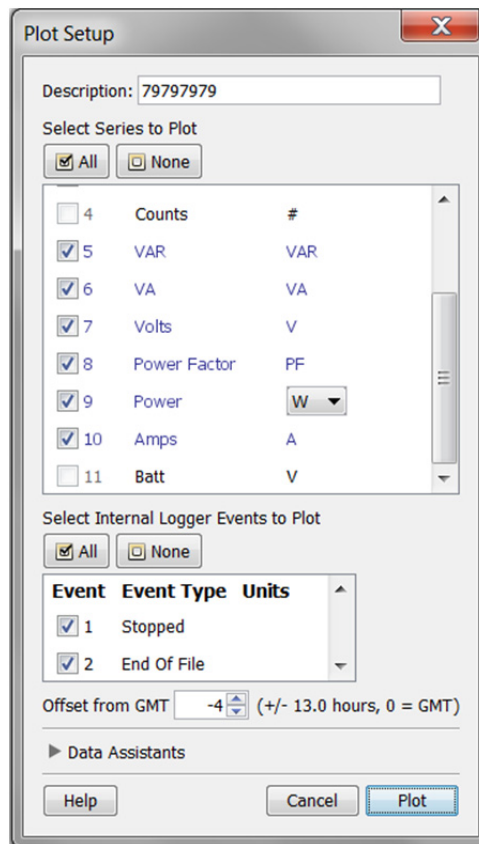 Plot Setup
Description: 79797979
Select Series to Plot
All None
4 Counts #
5 VAR VAR
6 VA VA
7 Volts V
8 Power Factor PF
9 Power W
10 Amps A
11 Batt V
Select Internal Logger Events to Plot
All None
Event Event Type Units
1 Stopped
2 End Of File
Offset from GMT -4 (+/- 13.0 hours, 0 = GMT)
Data Assistants
Help Cancel Plot